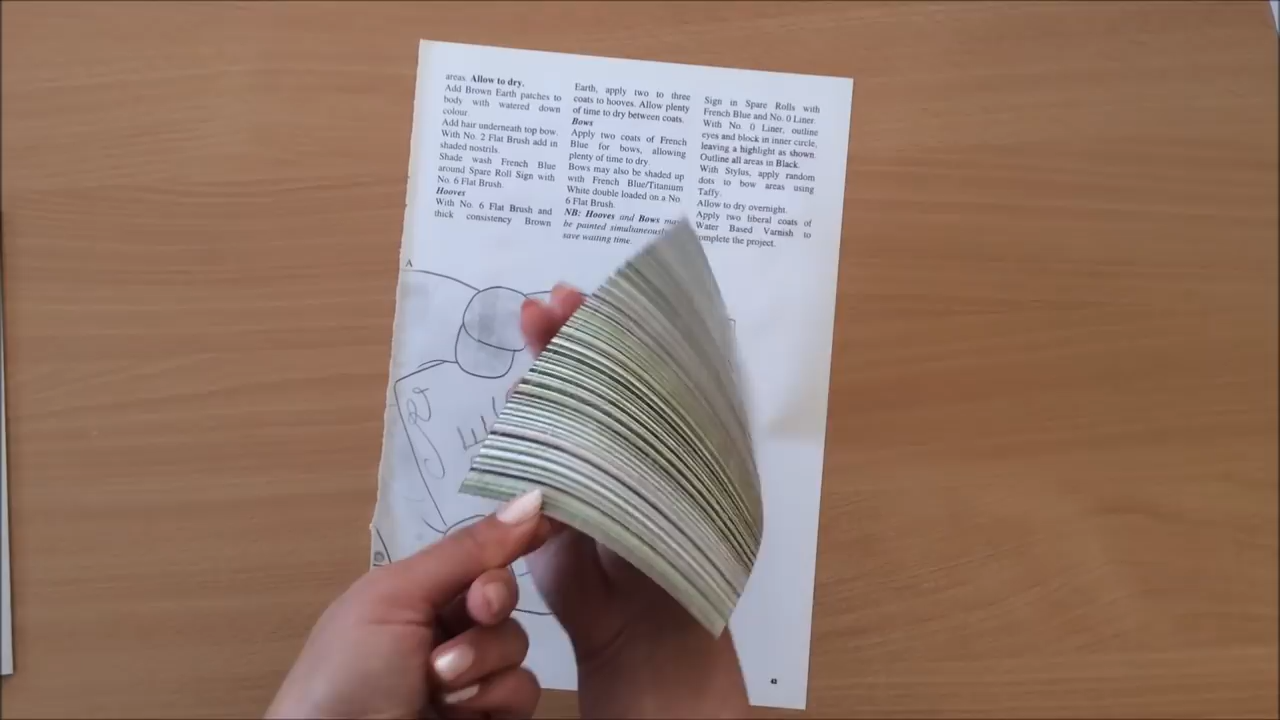 areas. Allow to dry.
Add Brown Earth patches to
body with watered down
colour.
Add hair underneath top bow.
With No. 2 Flat Brush add in
shaded nostrils.
Shade wash French Blue
around Spare Roll Sign with
No. 6 Flat Brush.
Hooves
With No. 6 Flat Brush and
thick consistency Brown
Earth, apply two to three
coats to hooves. Allow plenty
of time to dry between coats.
Bows
Apply two coats of French
Blue for bows, allowing
plenty of time to dry.
Bows may also be shaded up
with French Blue/Titanium
White double loaded on a No.
6 Flat Brush.
NB: Hooves and Bows may
be painted simultaneously
save waiting time.
Sign in Spare Rolls with
French Blue and No. 0 Liner.
With No. 0 Liner, outline
eyes and block in inner circle,
leaving a highlight as shown.
Outline all areas in Black.
With Stylus, apply random
dots to bow areas using
Taffy.
Allow to dry overnight.
Apply two liberal coats of
Water Based Varnish to
omplete the project.
A